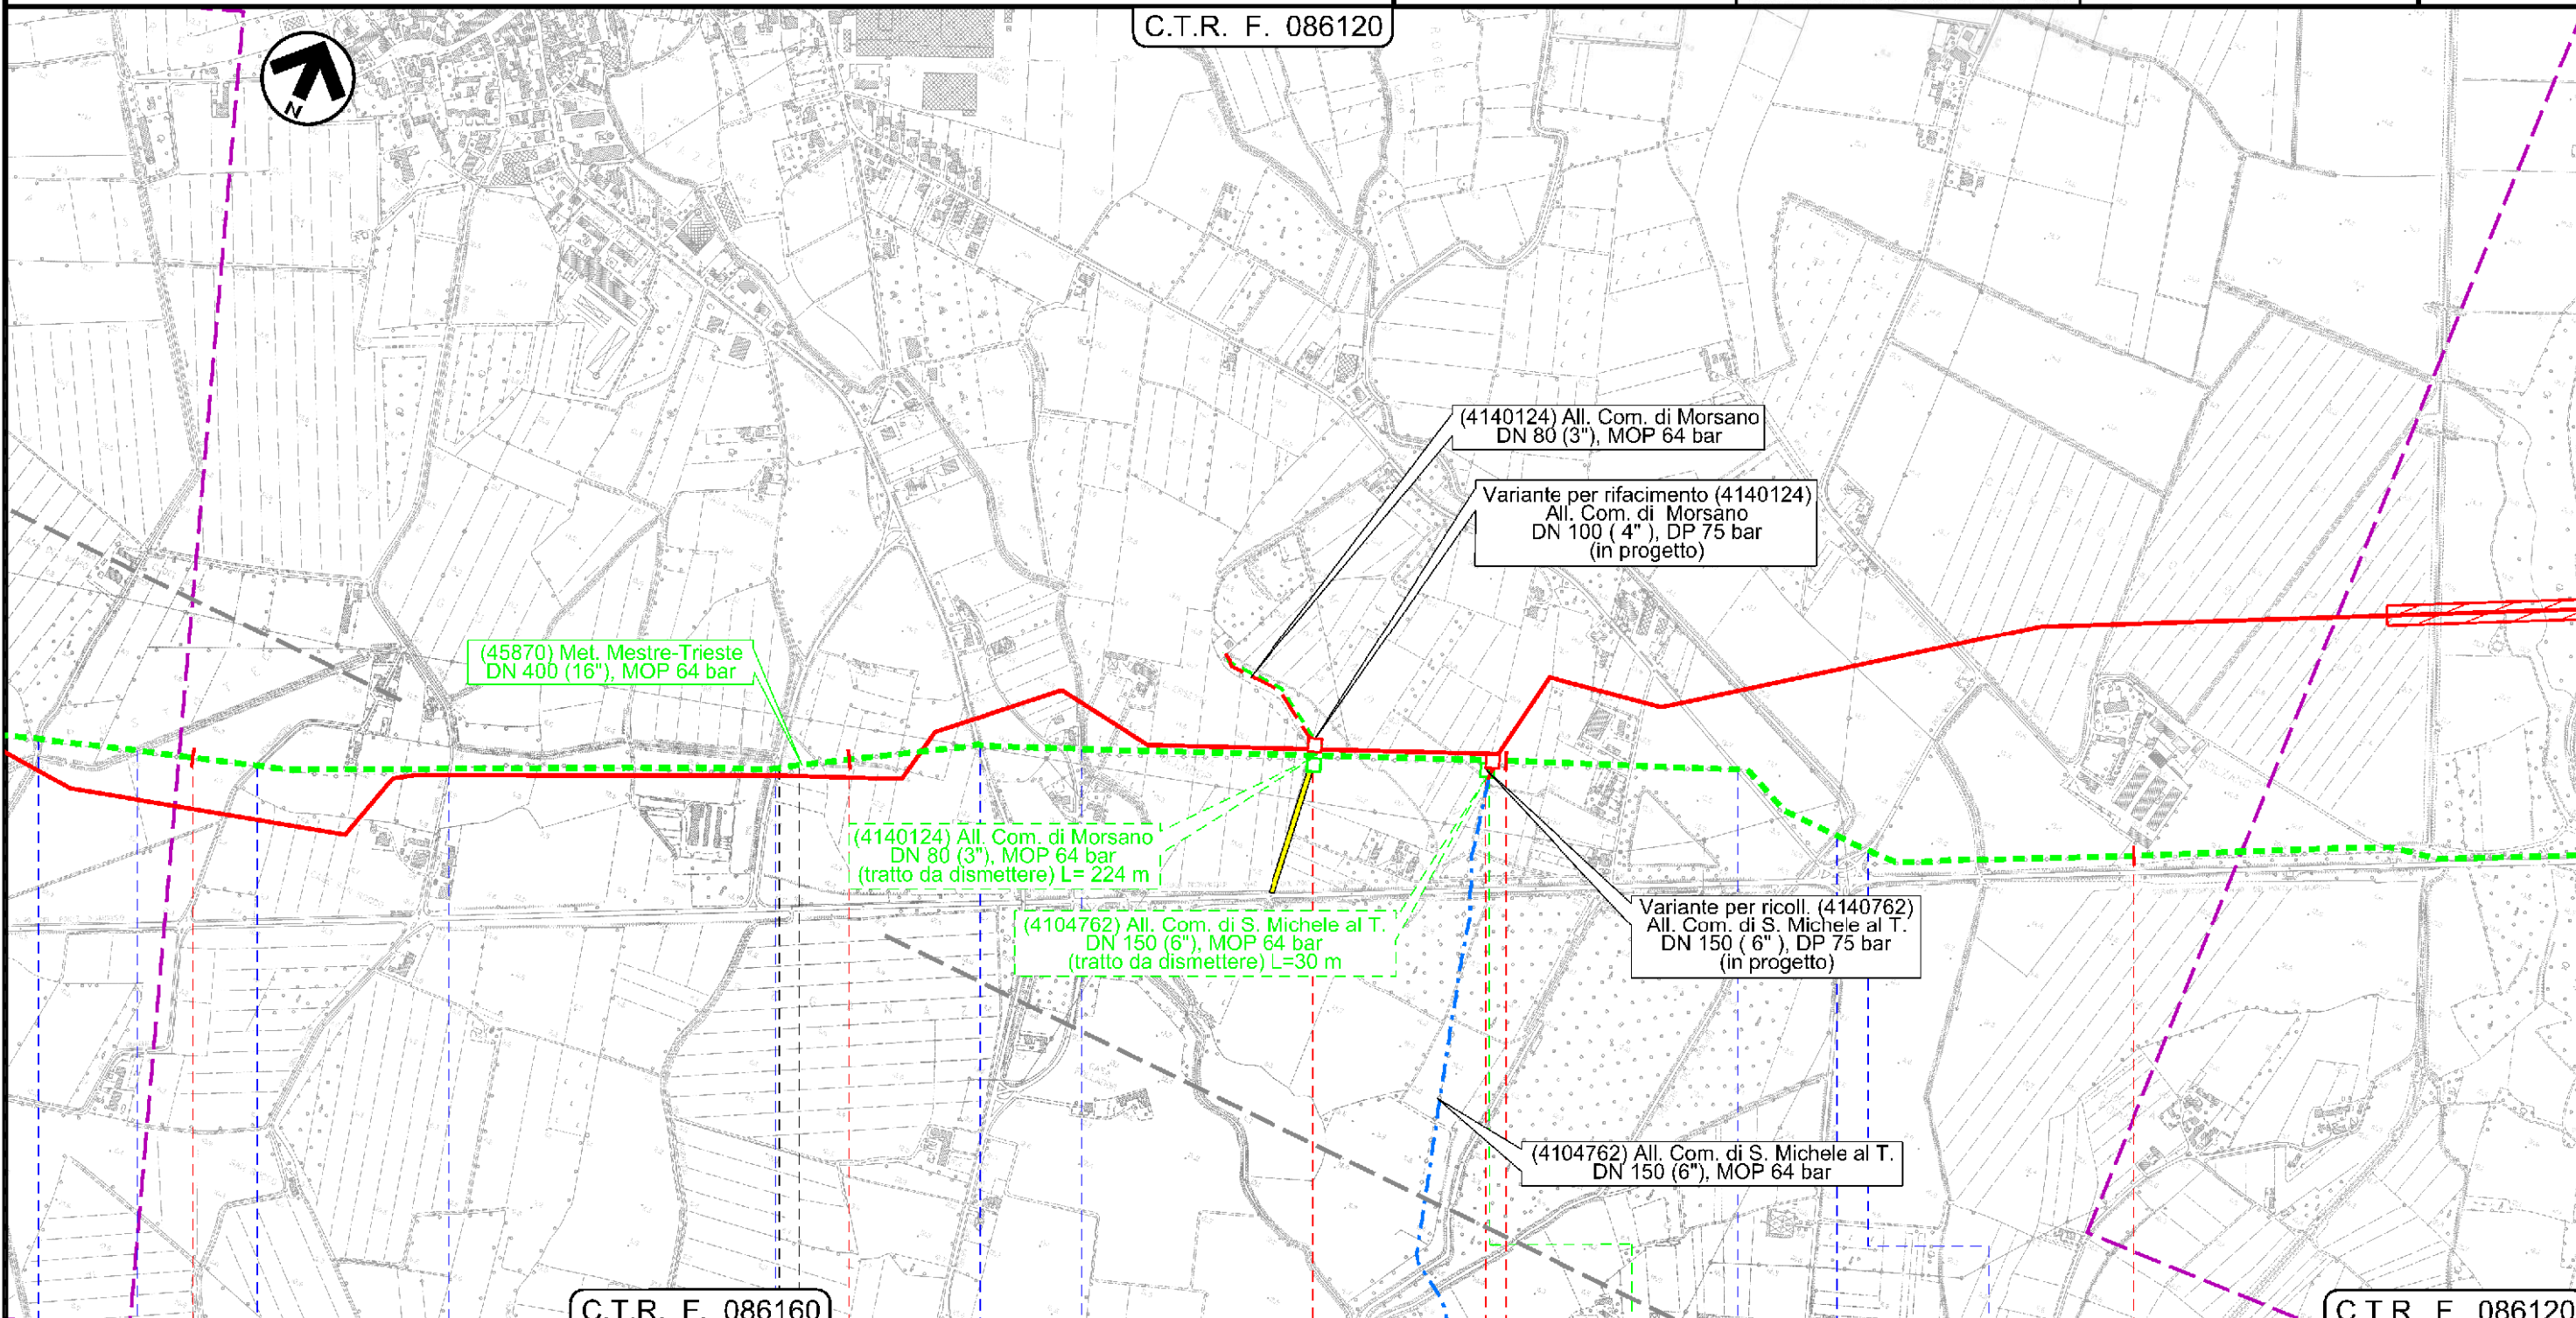 C.T.R. F. 086120
N
(4140124) All. Com. di Morsano
DN 80 (3"), MOP 64 bar
Variante per rifacimento (4140124)
All. Com. di Morsano
DN 100 ( 4" ), DP 75 bar
(in progetto)
(45870) Met. Mestre-Trieste
DN 400 (16"), MOP 64 bar
(4140124) All. Com. di Morsano
DN 80 (3"), MOP 64 bar
(tratto da dismettere) L= 224 m
(4104762) All. Com. di S. Michele al T.
DN 150 (6"), MOP 64 bar
(tratto da dismettere) L=30 m
Variante per ricoll. (4140762)
All. Com. di S. Michele al T.
DN 150 ( 6" ), DP 75 bar
(in progetto)
(4104762) All. Com. di S. Michele al T.
DN 150 (6"), MOP 64 bar
C.T.R. F. 086160
C.T.R. F. 086120